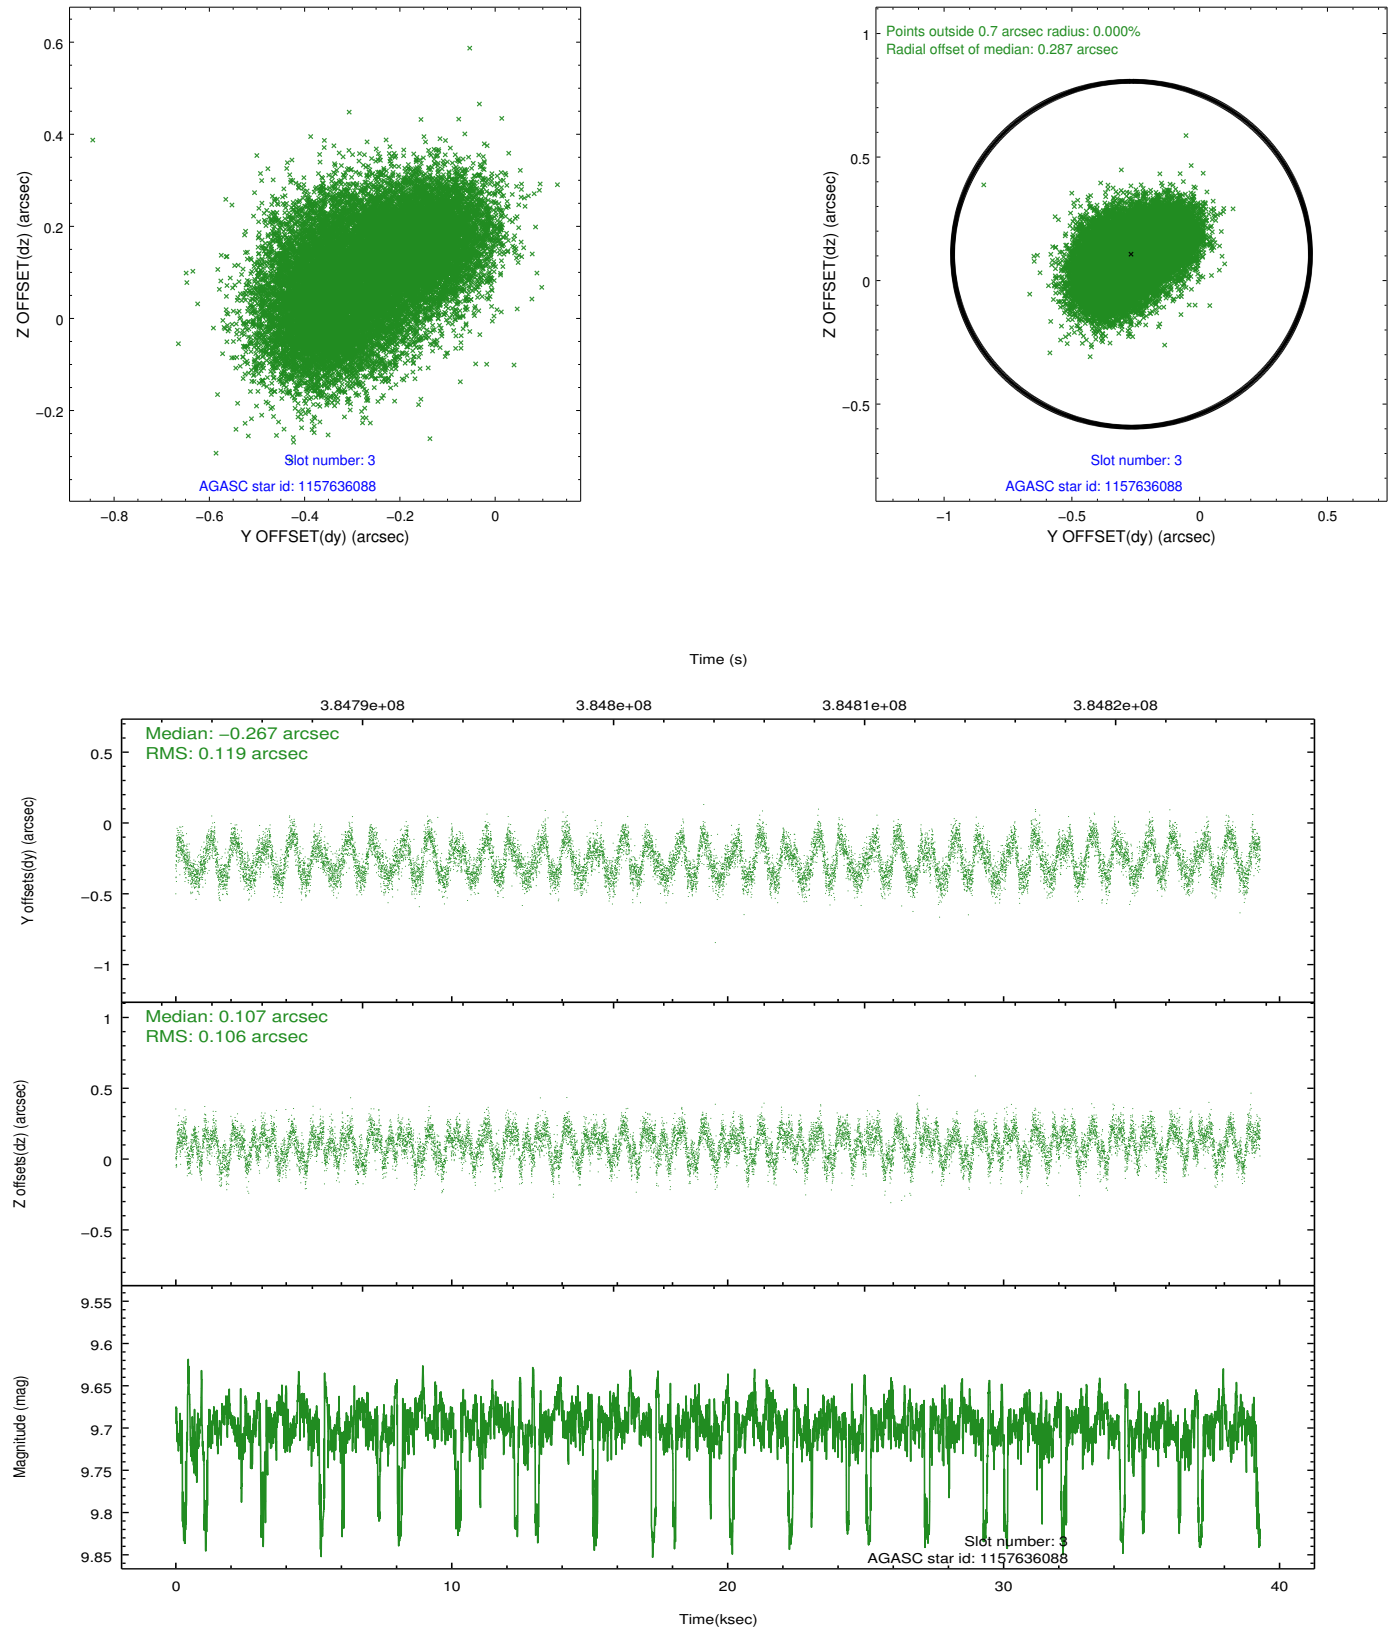 0.6
0.4
0.2
0
−0.2
Z OFFSET(dz) (arcsec)
Slot number: 3
AGASC star id: 1157636088
−0.8
−0.6
−0.4
−0.2
0
Y OFFSET(dy) (arcsec)
Points outside 0.7 arcsec radius: 0.000%
Radial offset of median: 0.287 arcsec
1
0.5
0
−0.5
Z OFFSET(dz) (arcsec)
Slot number: 3
AGASC star id: 1157636088
−1
−0.5
0
0.5
Y OFFSET(dy) (arcsec)
Time (s)
3.8479e+08
3.848e+08
3.8481e+08
3.8482e+08
Median: −0.267 arcsec
RMS: 0.119 arcsec
0.5
0
−0.5
−1
Y offsets(dy) (arcsec)
Median: 0.107 arcsec
RMS: 0.106 arcsec
1
0.5
0
−0.5
Z offsets(dz) (arcsec)
9.55
9.6
9.65
9.7
9.75
9.8
9.85
Magnitude (mag)
Slot number: 3
AGASC star id: 1157636088
0
10
20
30
40
Time(ksec)